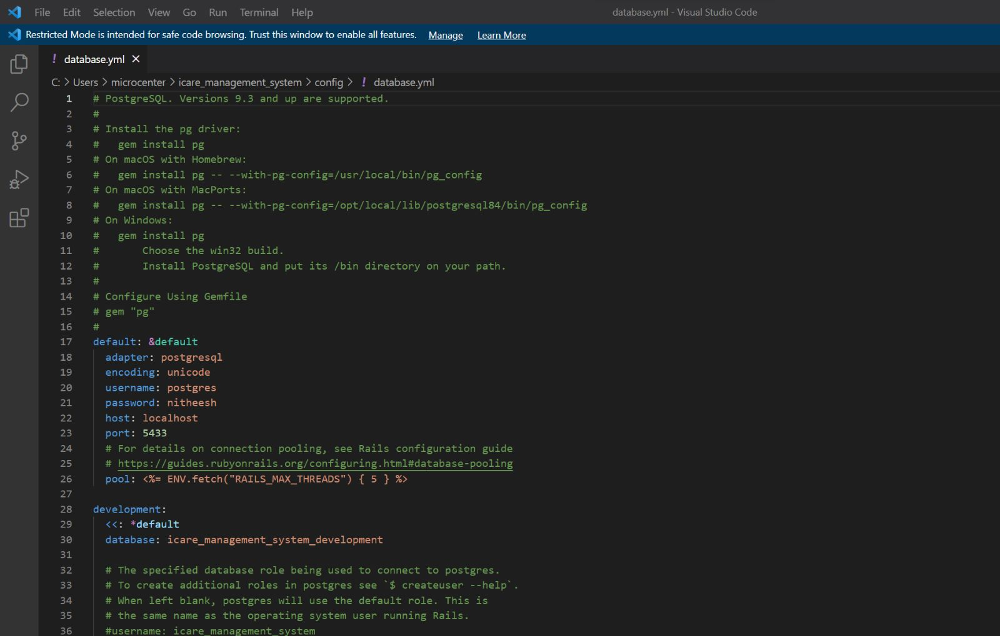 File Edit Selection View Go Run Terminal Help database.yml - Visual Studio Code
Restricted Mode is intended for safe code browsing. Trust this window to enable all features. Manage Learn More
! database.yml ×
C: > Users > microcenter > icare_management_system > config > ! database.yml
1 # PostgreSQL. Versions 9.3 and up are supported.
2 #
3 # Install the pg driver:
4 #   gem install pg
5 # On macOS with Homebrew:
6 #   gem install pg -- --with-pg-config=/usr/local/bin/pg_config
7 # On macOS with MacPorts:
8 #   gem install pg -- --with-pg-config=/opt/local/lib/postgresql84/bin/pg_config
9 # On Windows:
10 #   gem install pg
11 #       Choose the win32 build.
12 #       Install PostgreSQL and put its /bin directory on your path.
13 #
14 # Configure Using Gemfile
15 # gem "pg"
16 #
17 default: &default
18   adapter: postgresql
19   encoding: unicode
20   username: postgres
21   password: nitheesh
22   host: localhost
23   port: 5433
24   # For details on connection pooling, see Rails configuration guide
25   # https://guides.rubyonrails.org/configuring.html#database-pooling
26   pool: <%= ENV.fetch("RAILS_MAX_THREADS") { 5 } %>
27
28 development:
29   <<: *default
30   database: icare_management_system_development
31
32   # The specified database role being used to connect to postgres.
33   # To create additional roles in postgres see `$ createuser --help`.
34   # When left blank, postgres will use the default role. This is
35   # the same name as the operating system user running Rails.
36   #username: icare_management_system